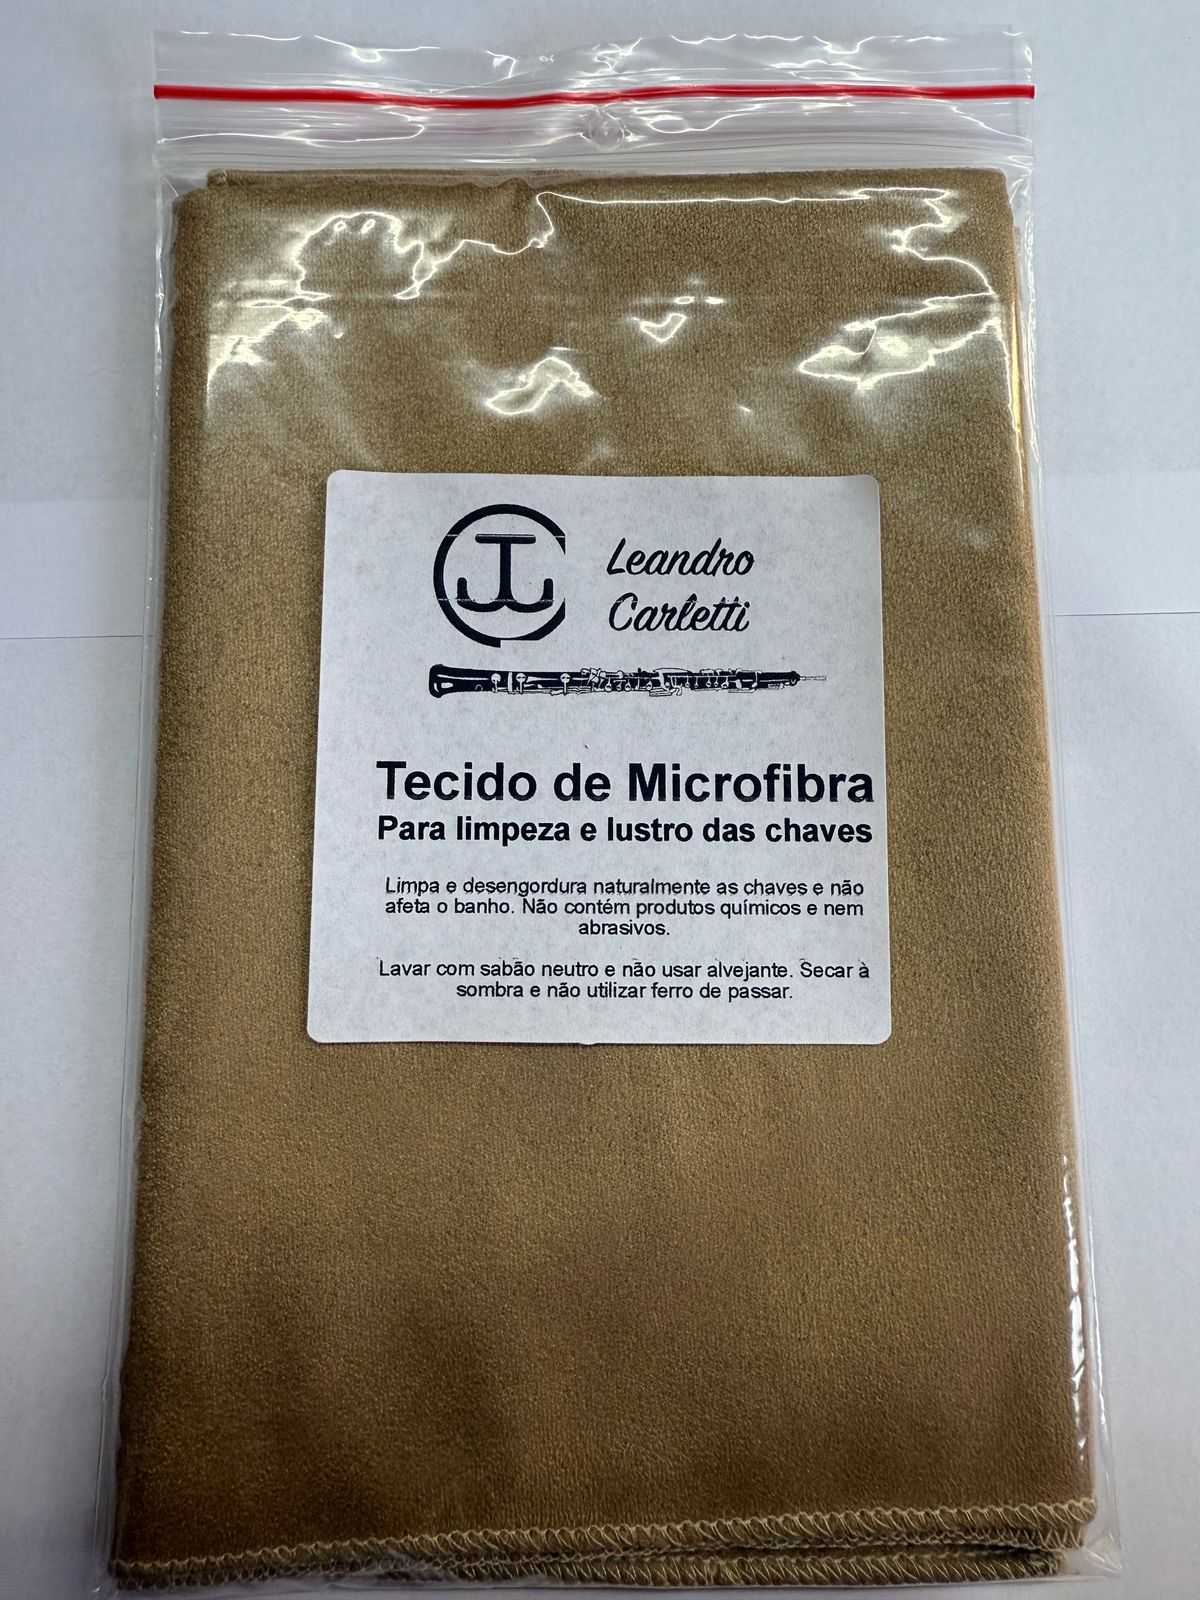 Leandro
Carletti
Tecido de Microfibra
Para limpeza e lustro das chaves
Limpa e desengordura naturalmente as chaves e não
afeta o banho. Não contém produtos químicos e nem
abrasivos.
Lavar com sabão neutro e não usar alvejante. Secar à
sombra e não utilizar ferro de passar.